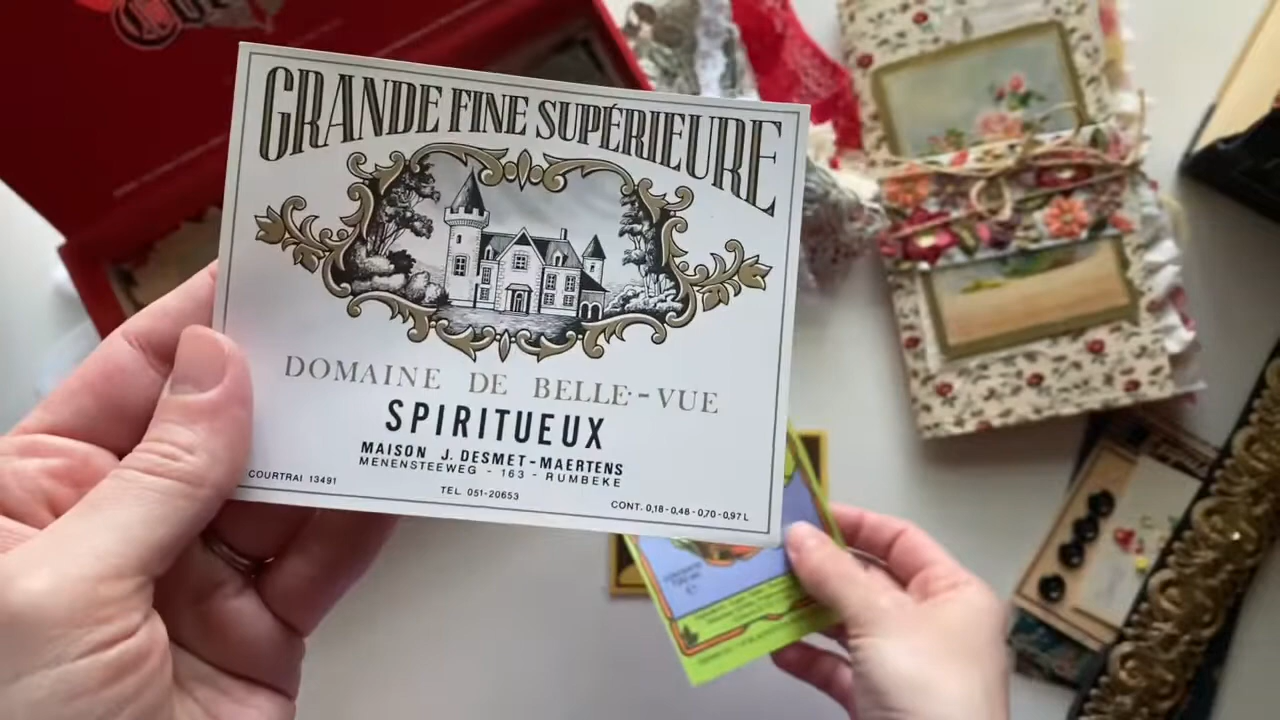 GRANDE FINE SUPÉRIEURE
DOMAINE DE BELLE-VUE
SPIRITUEUX
MAISON J. DESMET-MAERTENS
MENENSTEEWEG - 163 - RUMBEKE
COURTRAI 13491
TEL. 051-20653
CONT. 0,18-0,48-0,70-0,97 L